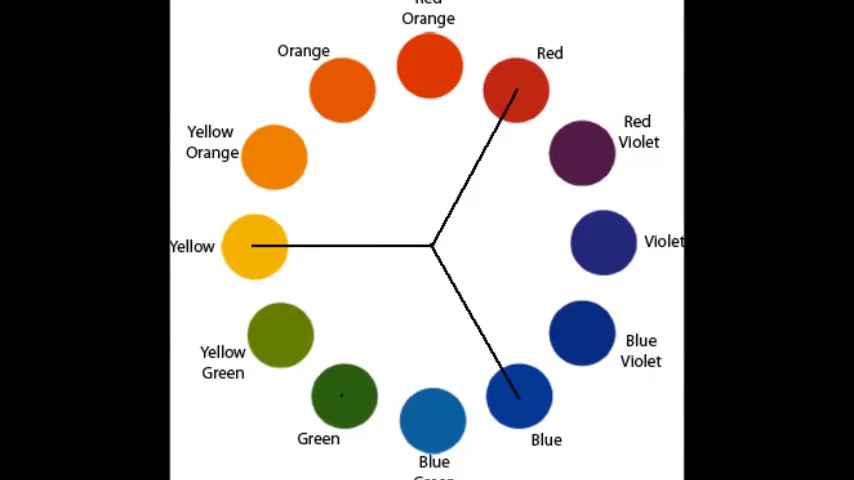 Red
Orange
Orange
Red
Yellow
Orange
Red
Violet
Yellow
Violet
Yellow
Green
Blue
Violet
Green
Blue
Blue
Green